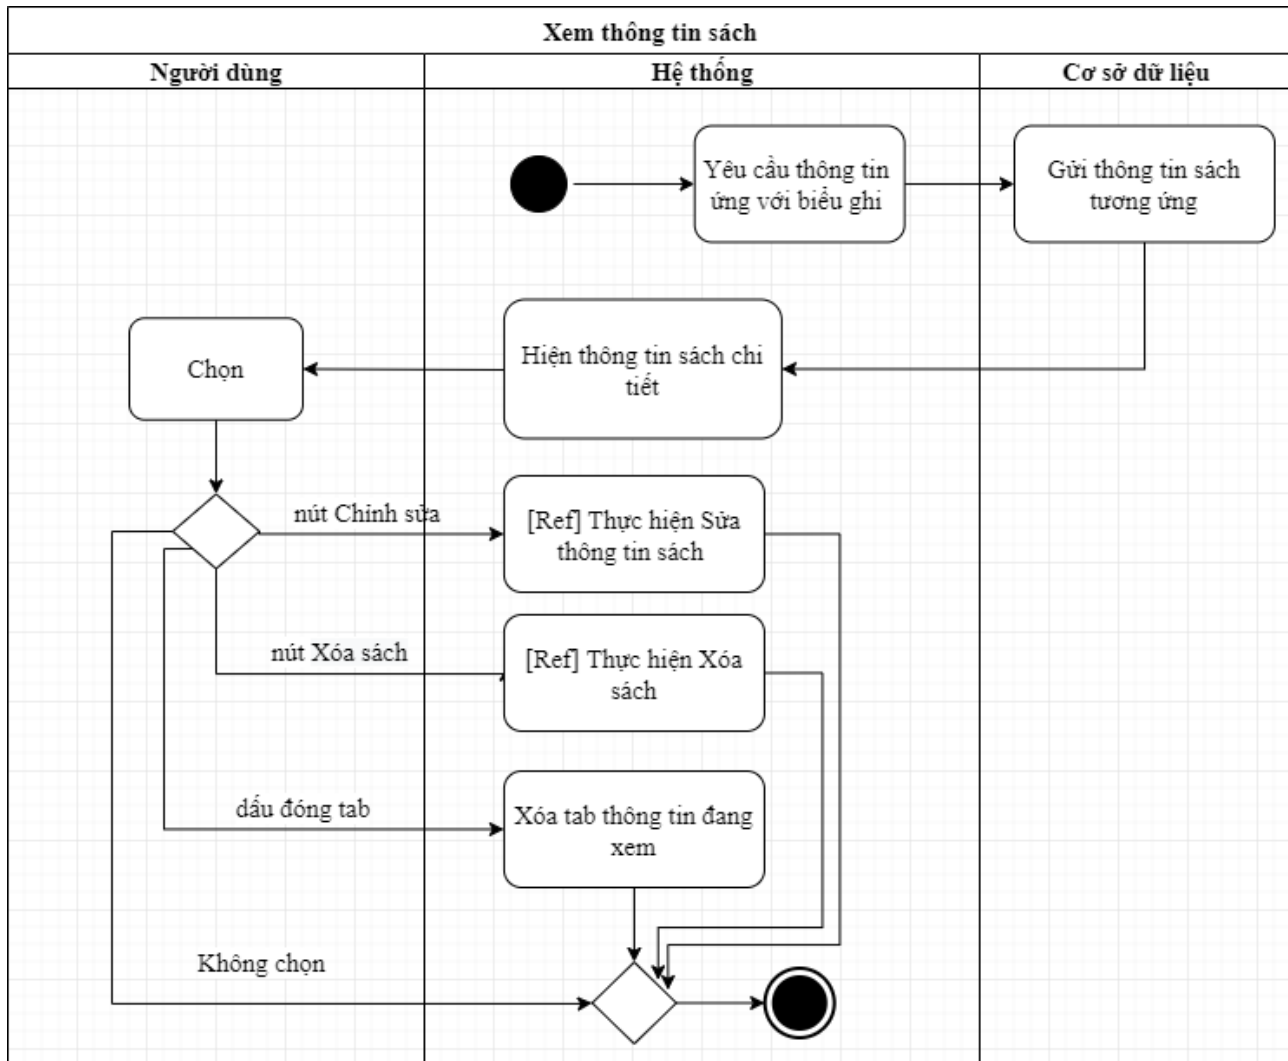 Xem thông tin sách
Người dùng
Hệ thống
Cơ sở dữ liệu
Yêu cầu thông tin
ứng với biểu ghi
Gửi thông tin sách
tương ứng
Hiện thông tin sách chi
tiết
Chọn
nút Chỉnh sửa
[Ref] Thực hiện Sửa
thông tin sách
nút Xóa sách
[Ref] Thực hiện Xóa
sách
dấu đóng tab
Xóa tab thông tin đang
xem
Không chọn